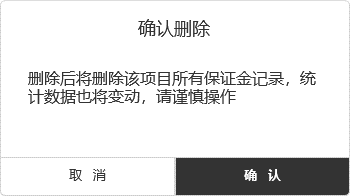 确认删除
删除后将删除该项目所有保证金记录，统
计数据也将变动，请谨慎操作
取 消
确 认